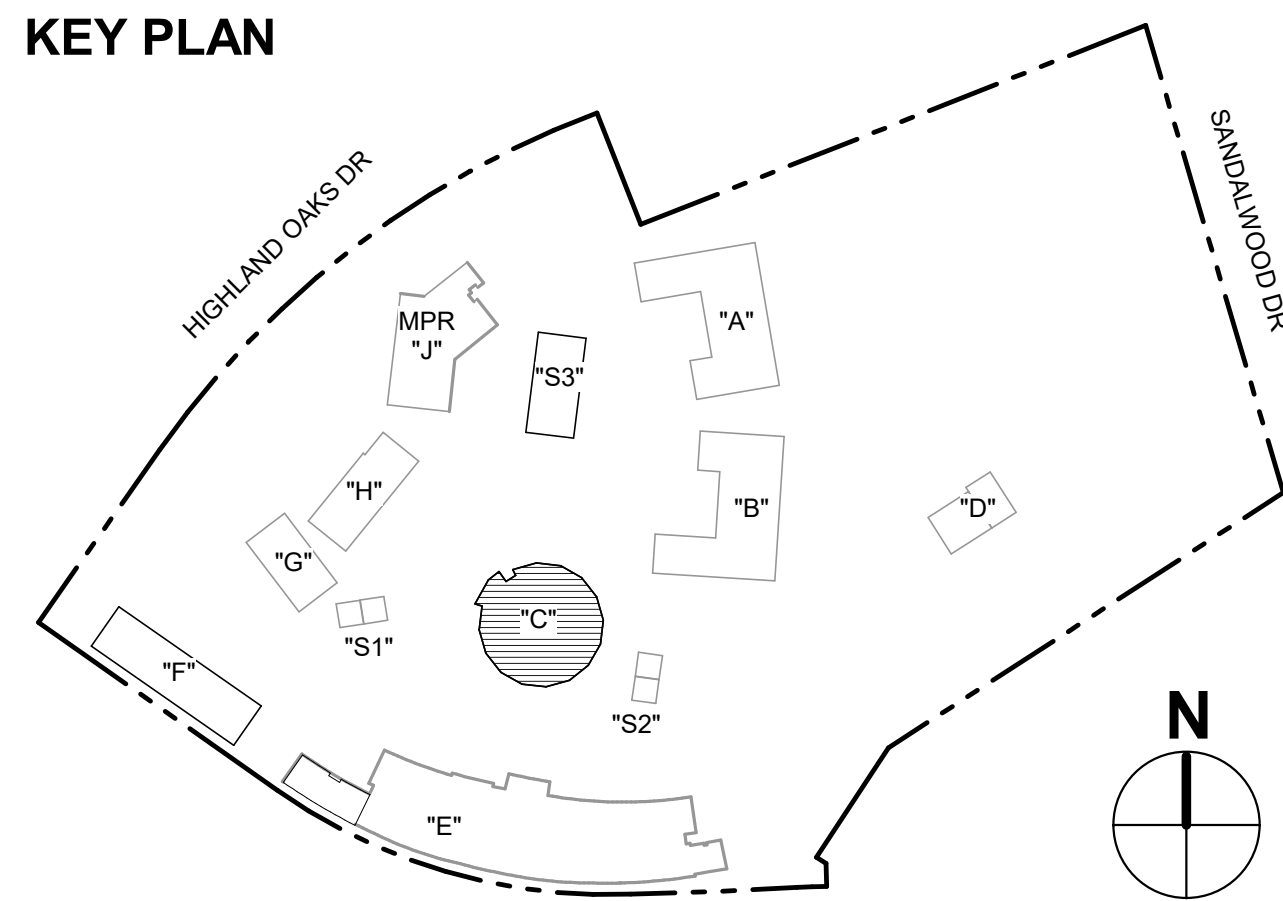 KEY PLAN
HIGHLAND OAKS DR
SANDALWOOD DR
MPR
"J"
"S3"
"A"
"H"
"B"
"D"
"G"
"C"
"S1"
"F"
"S2"
"E"
N